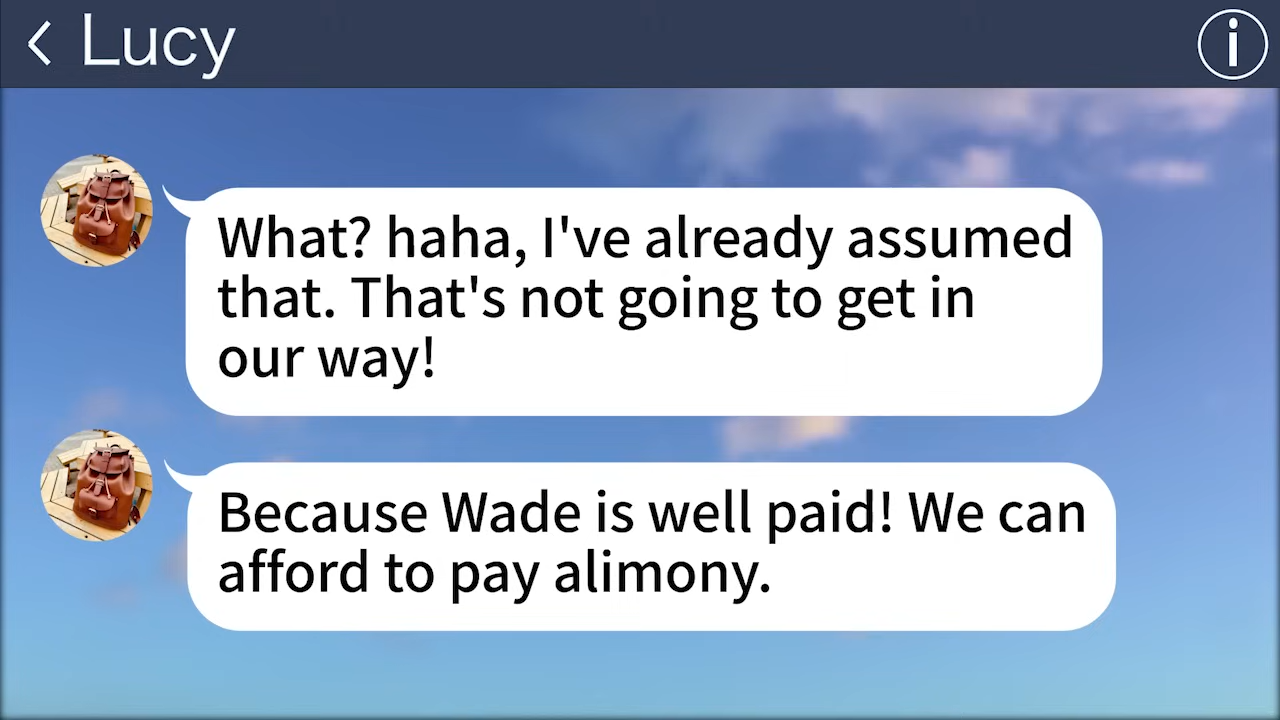 Lucy
What? haha, I've already assumed
that. That's not going to get in
our way!
Because Wade is well paid! We can
afford to pay alimony.